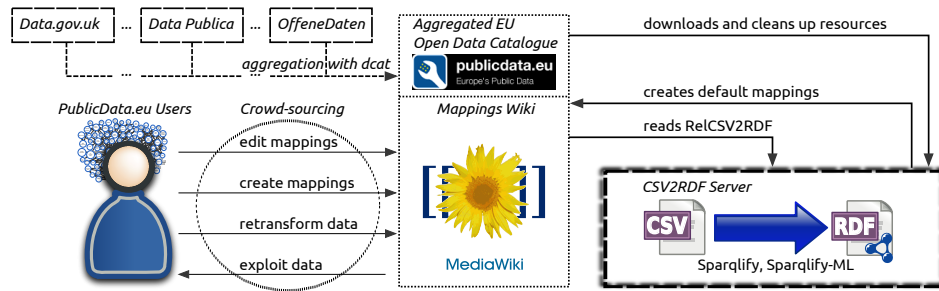 Data.gov.uk ... Data Publica ... OffeneDaten
... ...
aggregation with dcat
Aggregated EU
Open Data Catalogue
publicdata.eu
Europe's Public Data
downloads and cleans up resources
PublicData.eu Users
Crowd-sourcing
edit mappings
create mappings
retransform data
exploit data
Mappings Wiki
[[ ]]
MediaWiki
creates default mappings
reads RelCSV2RDF
CSV2RDF Server
CSV
RDF
Sparqlify, Sparqlify-ML